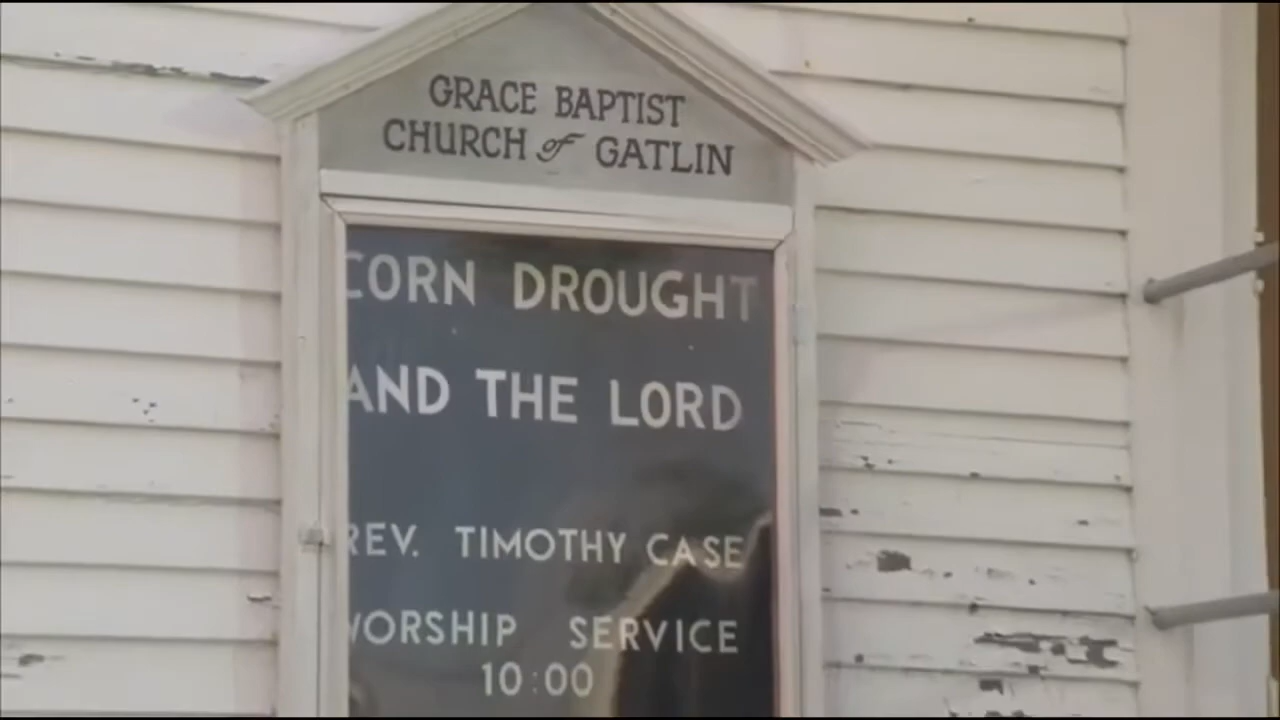 GRACE BAPTIST
CHURCH of GATLIN
CORN DROUGHT
AND THE LORD
REV. TIMOTHY CASE
WORSHIP SERVICE
10:00